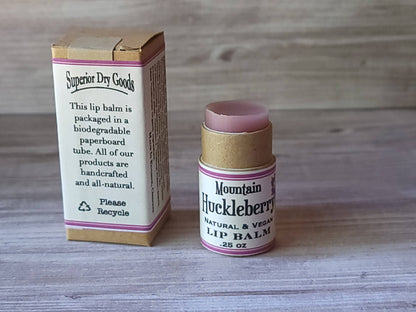 Superior Dry Goods
This lip balm is
packaged in a
biodegradable
paperboard
tube. All of our
products are
handcrafted
and all-natural.
Please
Recycle
Mountain
Huckleberry
Natural & Vegan
LIP BALM
.25 oz